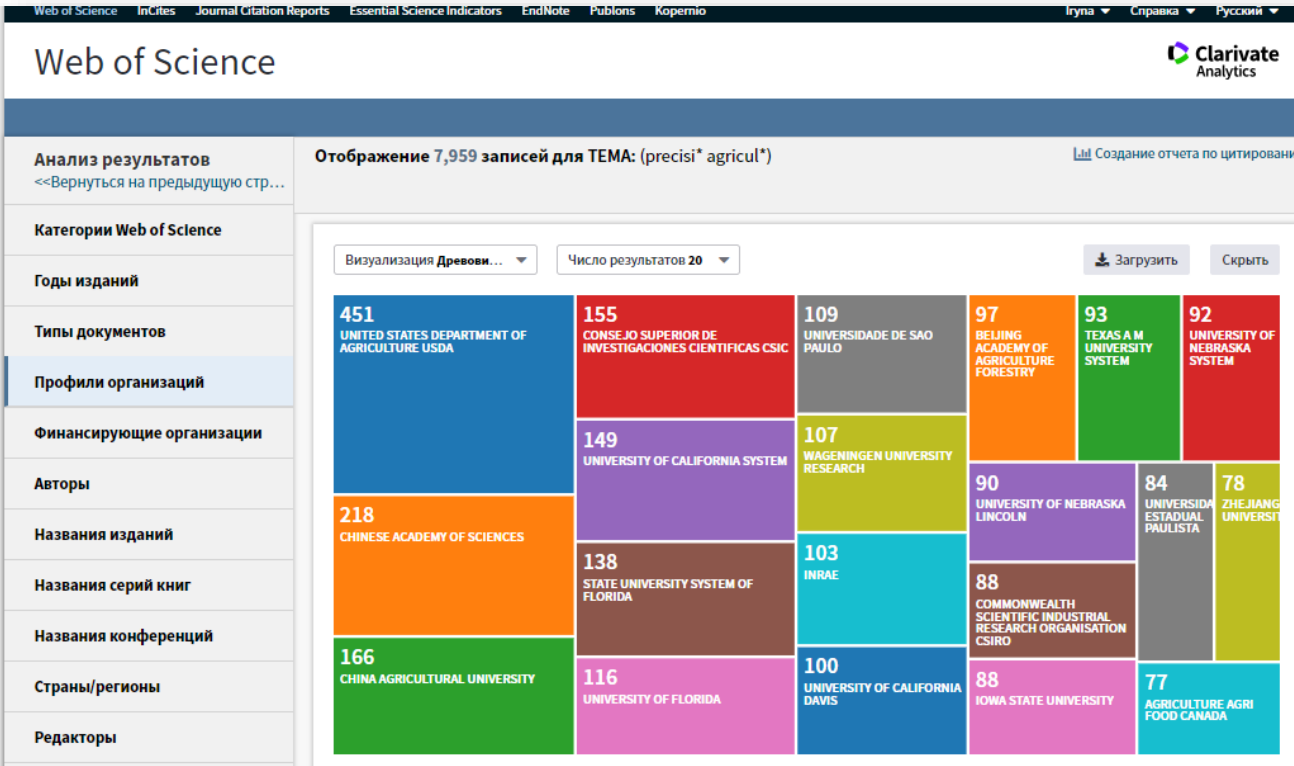 Web of Science InCites Journal Citation Reports Essential Science Indicators EndNote Publons Kopernio Iryna Справка Русский
Web of Science
Clarivate
Analytics
Анализ результатов
<<Вернуться на предыдущую стр...
Отображение 7,959 записей для ТЕМА: (precisi* agricul*)
Создание отчета по цитировани
Категории Web of Science
Годы изданий
Типы документов
Профили организаций
Финансирующие организации
Авторы
Названия изданий
Названия серий книг
Названия конференций
Страны/регионы
Редакторы
Визуализация Древови...
Число результатов 20
Загрузить
Скрыть
451
UNITED STATES DEPARTMENT OF
AGRICULTURE USDA
218
CHINESE ACADEMY OF SCIENCES
166
CHINA AGRICULTURAL UNIVERSITY
155
CONSEJO SUPERIOR DE
INVESTIGACIONES CIENTIFICAS CSIC
149
UNIVERSITY OF CALIFORNIA SYSTEM
138
STATE UNIVERSITY SYSTEM OF
FLORIDA
116
UNIVERSITY OF FLORIDA
109
UNIVERSIDADE DE SAO
PAULO
107
WAGENINGEN UNIVERSITY
RESEARCH
103
INRAE
100
UNIVERSITY OF CALIFORNIA
DAVIS
97
BEIJING
ACADEMY OF
AGRICULTURE
FORESTRY
93
TEXAS A M
UNIVERSITY
SYSTEM
92
UNIVERSITY OF
NEBRASKA
SYSTEM
90
UNIVERSITY OF NEBRASKA
LINCOLN
88
COMMONWEALTH
SCIENTIFIC INDUSTRIAL
RESEARCH ORGANISATION
CSIRO
88
IOWA STATE UNIVERSITY
84
UNIVERSIDA
ESTADUAL
PAULISTA
78
ZHEJIANG
UNIVERSIT
77
AGRICULTURE AGRI
FOOD CANADA